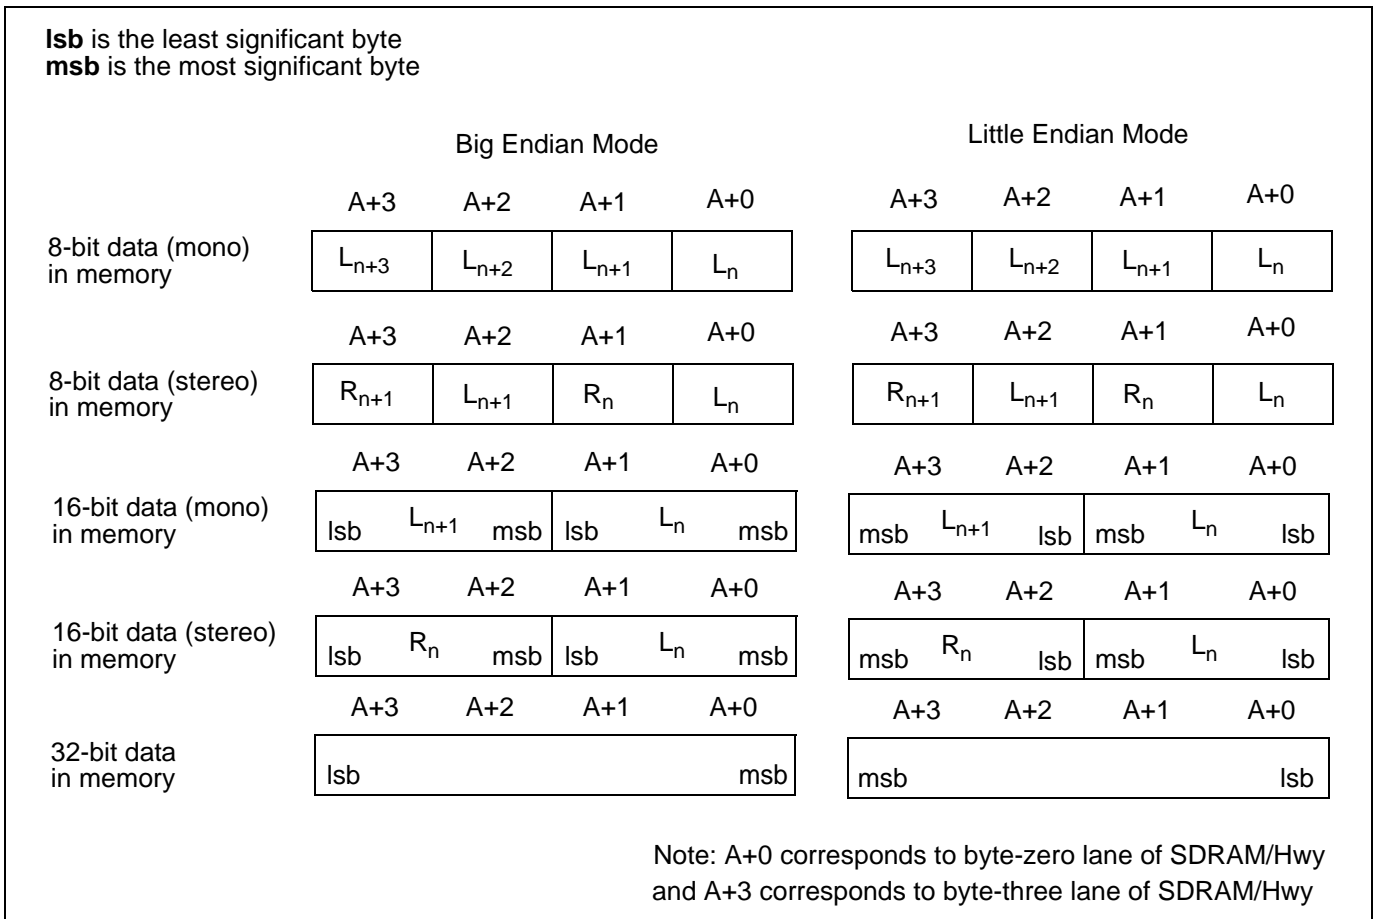 lsb is the least significant byte
msb is the most significant byte
Big Endian Mode Little Endian Mode
A+3 A+2 A+1 A+0 A+3 A+2 A+1 A+0
8-bit data (mono)
in memory
Ln+3 Ln+2 Ln+1 Ln Ln+3 Ln+2 Ln+1 Ln
A+3 A+2 A+1 A+0 A+3 A+2 A+1 A+0
8-bit data (stereo)
in memory
Rn+1 Ln+1 Rn Ln Rn+1 Ln+1 Rn Ln
A+3 A+2 A+1 A+0 A+3 A+2 A+1 A+0
16-bit data (mono)
in memory
lsb Ln+1 msb lsb Ln msb msb Ln+1 lsb msb Ln lsb
A+3 A+2 A+1 A+0 A+3 A+2 A+1 A+0
16-bit data (stereo)
in memory
lsb Rn msb lsb Ln msb msb Rn lsb msb Ln lsb
A+3 A+2 A+1 A+0 A+3 A+2 A+1 A+0
32-bit data
in memory
lsb msb msb lsb
Note: A+0 corresponds to byte-zero lane of SDRAM/Hwy
and A+3 corresponds to byte-three lane of SDRAM/Hwy